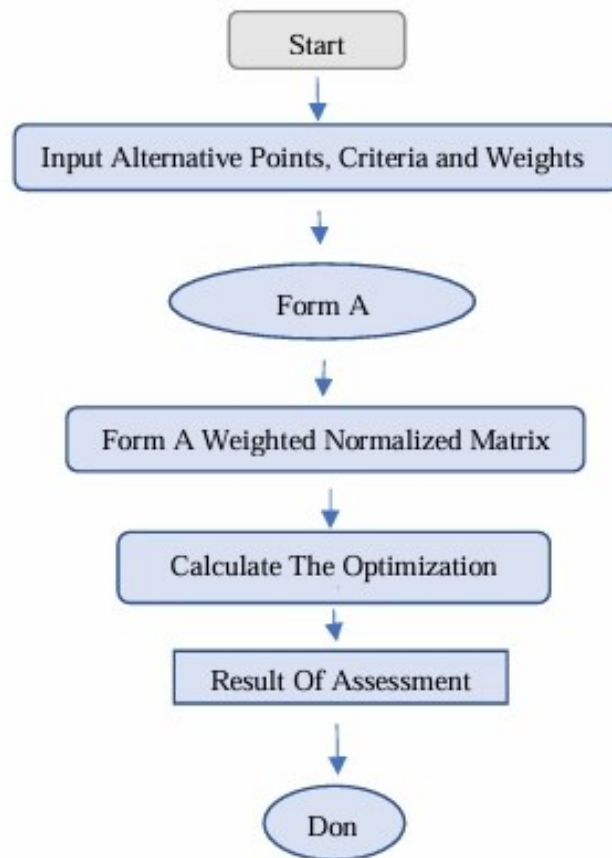 Start
Input Alternative Points, Criteria and Weights
Form A
Form A Weighted Normalized Matrix
Calculate The Optimization
Result Of Assessment
Don